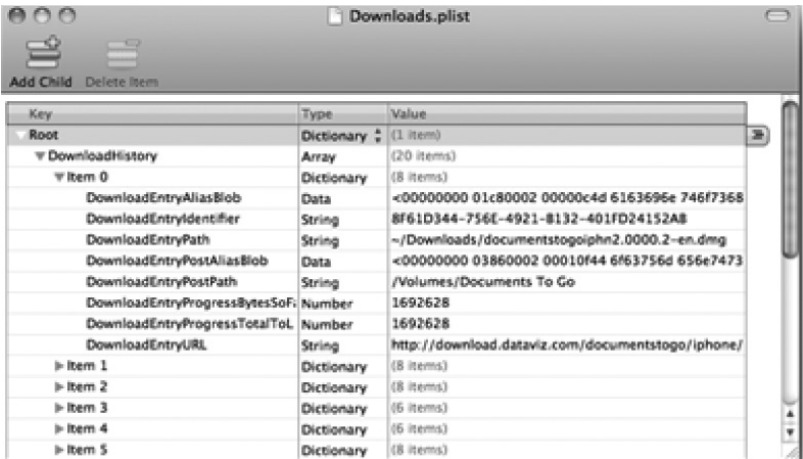 Downloads.plist
Add Child Delete Item
Key Type Value
Root Dictionary (1 item)
DownloadHistory Array (20 items)
Item 0 Dictionary (8 items)
DownloadEntryAliasBlob Data <00000000 01c80002 00000c4d 6163696e 746f7368
DownloadEntryIdentifier String 8F61D344-756E-4921-8132-401FD24152A8
DownloadEntryPath String ~/Downloads/documentstogoiphn2.0000.2-en.dmg
DownloadEntryPostAliasBlob Data <00000000 03860002 00010f44 6f63756d 656e7473
DownloadEntryPostPath String /Volumes/Documents To Go
DownloadEntryProgressBytesSoFa Number 1692628
DownloadEntryProgressTotalToL Number 1692628
DownloadEntryURL String http://download.dataviz.com/documentstogo/iphone/
Item 1 Dictionary (8 items)
Item 2 Dictionary (8 items)
Item 3 Dictionary (6 items)
Item 4 Dictionary (6 items)
Item 5 Dictionary (8 items)